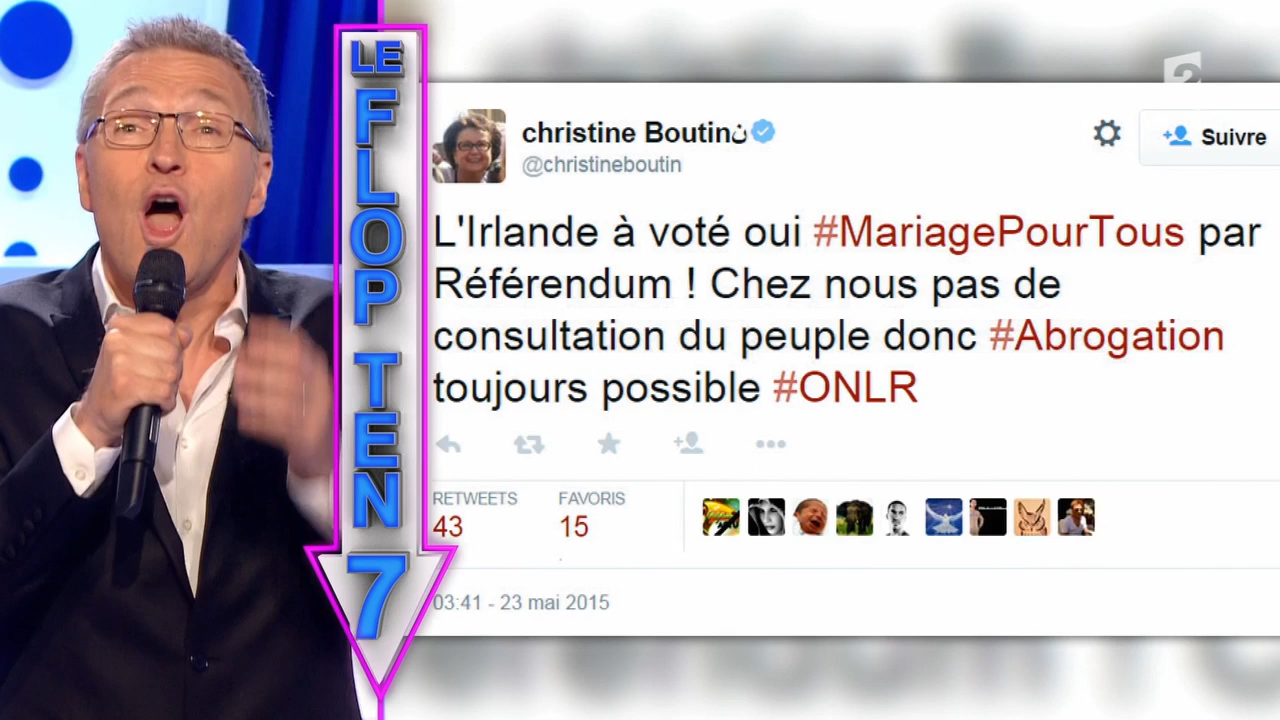 LE
FLOP
TEN
7
2
christine Boutinن
@christineboutin
Suivre
L'Irlande à voté oui #MariagePourTous par
Référendum ! Chez nous pas de
consultation du peuple donc #Abrogation
toujours possible #ONLR
RETWEETS
FAVORIS
43
15
03:41 - 23 mai 2015